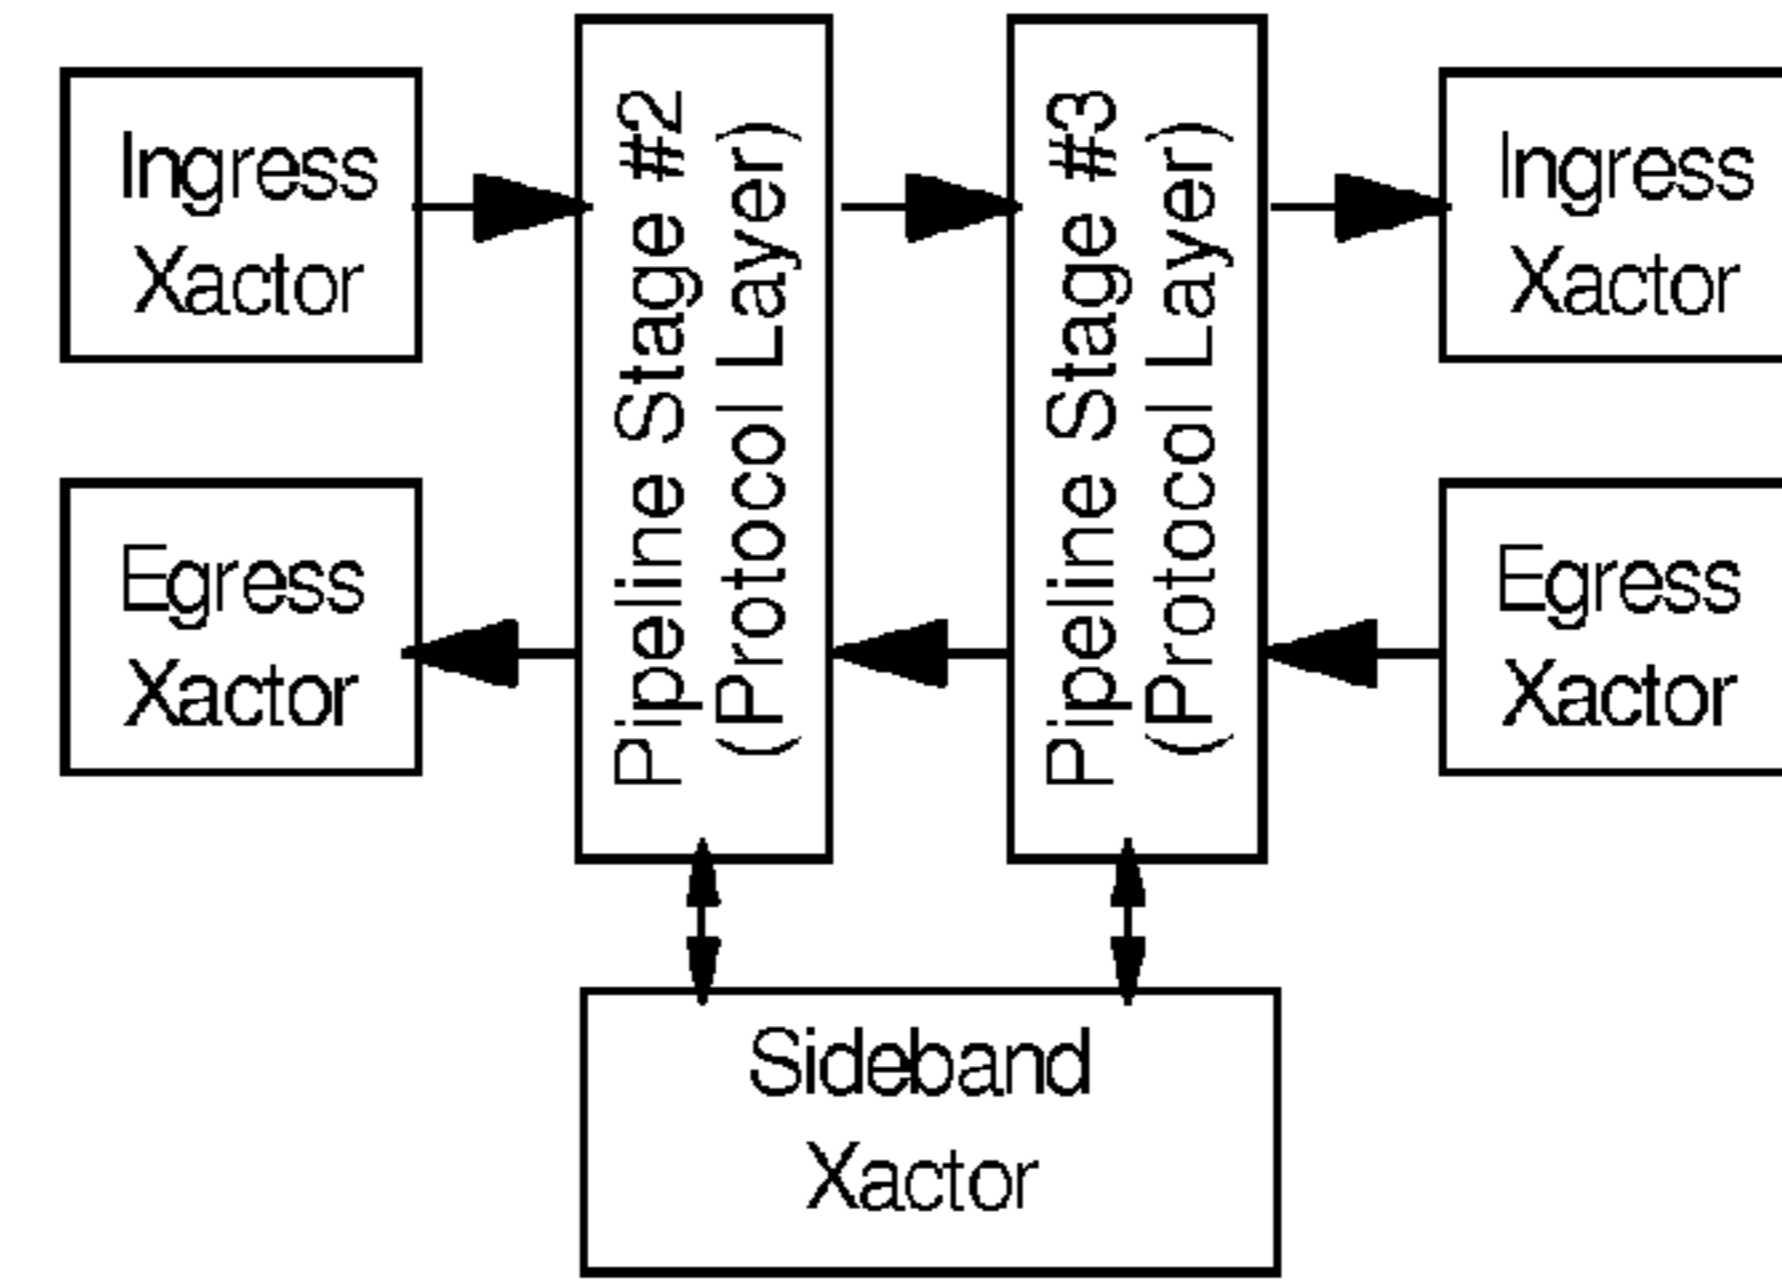 Ingress
Xactor
Egress
Xactor
Pipeline Stage #2
(Protocol Layer)
Pipeline Stage #3
(Protocol Layer)
Ingress
Xactor
Egress
Xactor
Sideband
Xactor